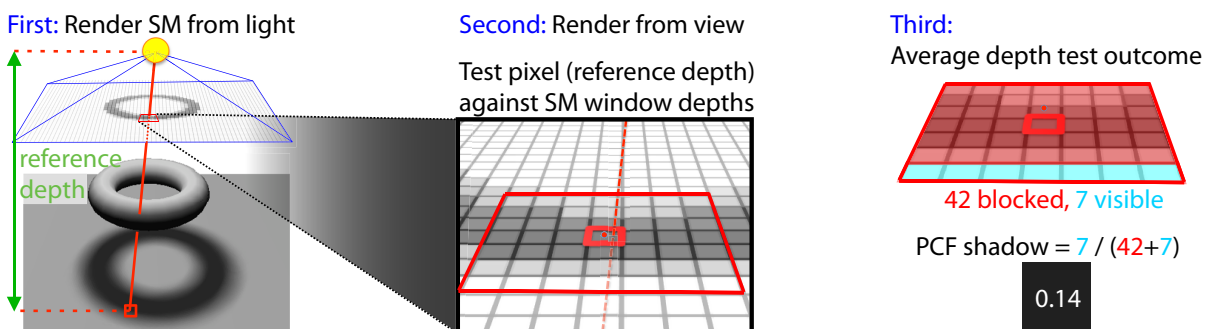 First: Render SM from light
reference
depth
Second: Render from view
Test pixel (reference depth)
against SM window depths
Third:
Average depth test outcome
42 blocked, 7 visible
PCF shadow = 7 / (42+7)
0.14